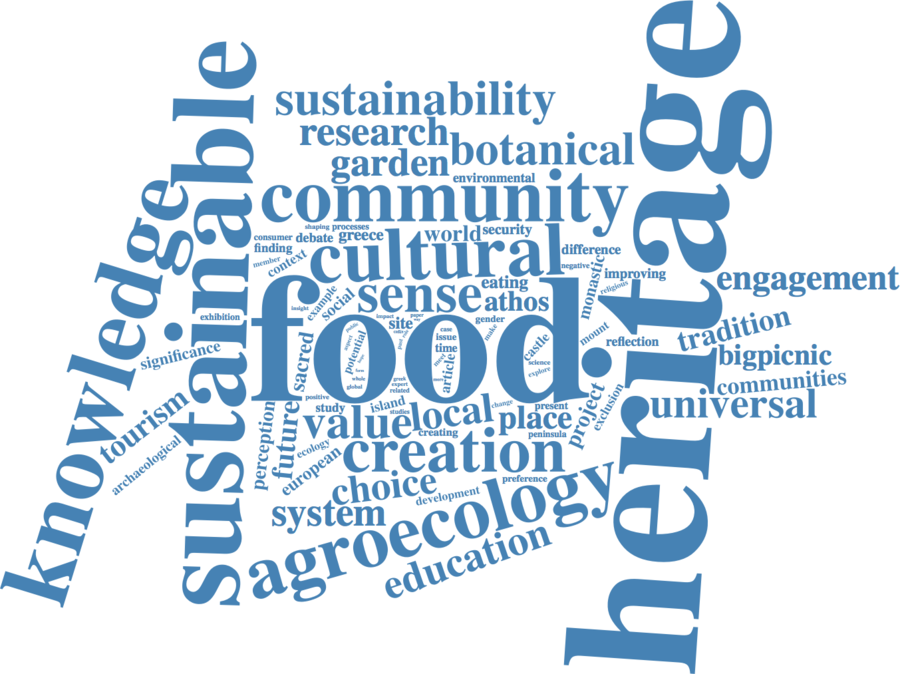 heritage
sustainable
knowledge
sustainability
research
botanical
garden
environmental
community
shaping
processes
consumer
debate
greece
world
security
finding
cultural
difference
member
context
negative
monastic
improving
religious
engagement
sense
eating
athos
example
social
insight
food
exhibition
impact
paper
site
gender
make
case
issue
time
article
potential
castle
science
explore
mount
reflection
tradition
bigpicnic
communities
universal
significance
sacred
whole
global
greek
expert
related
positive
study
island
studies
change
present
project
exclusion
tourism
archaeological
perception
future
value
local
creating
place
peninsula
ecology
european
creation
choice
preference
development
system
agroecology
education